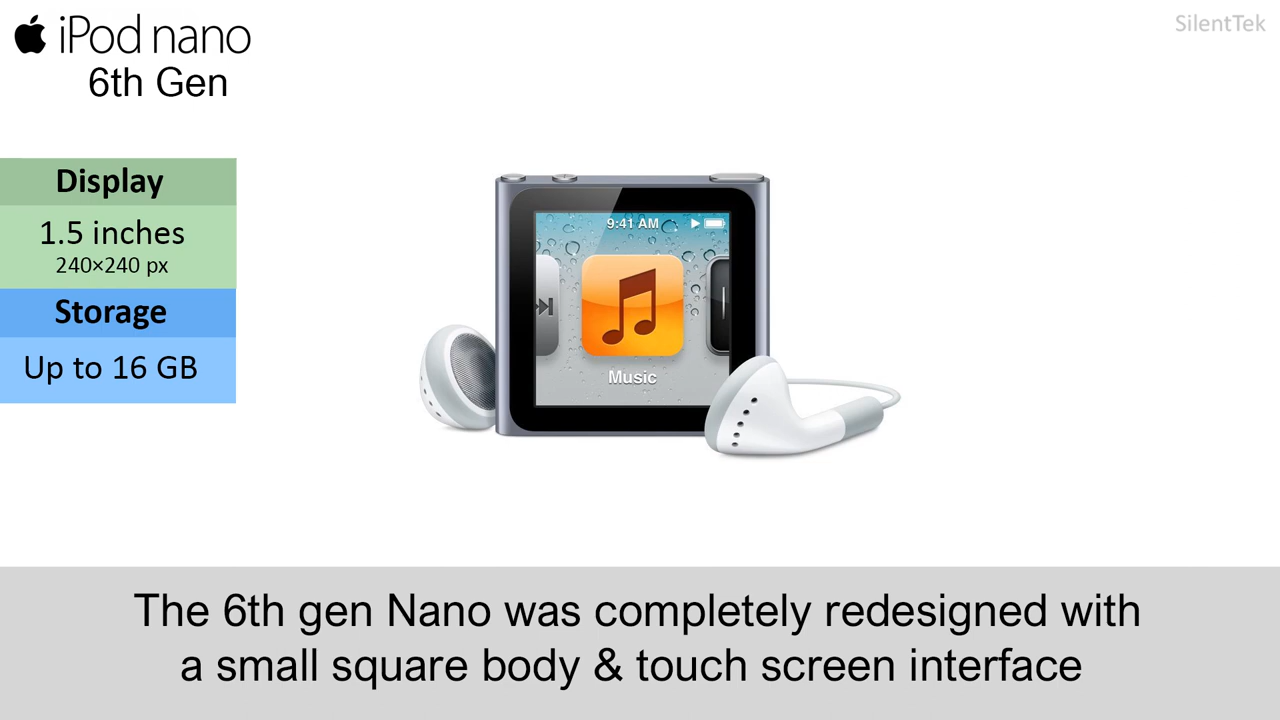 iPod nano
6th Gen
SilentTek
Display
1.5 inches
240×240 px
Storage
Up to 16 GB
9:41 AM
Music
The 6th gen Nano was completely redesigned with
a small square body & touch screen interface